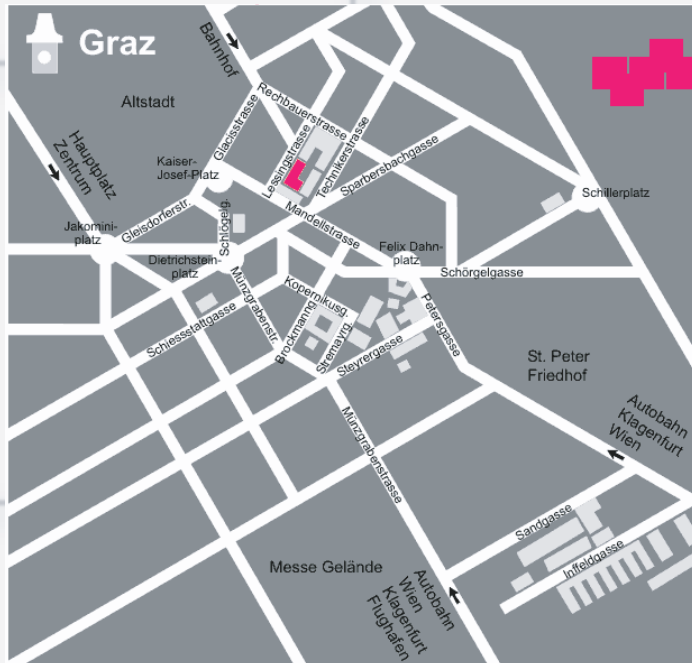 Graz
Bahnhof
Altstadt
Rechbauerstrasse
Glacisstrasse
Hauptplatz
Zentrum
Kaiser-
Josef-Platz
Lessingstrasse
Technikerstrasse
Sparbersbachgasse
Schillerplatz
Mandellstrasse
Jakomini-
platz
Gleisdorferstr.
Schlögelg.
Felix Dahn-
platz
Dietrichstein-
platz
Schörgelgasse
Münzgrabenstr.
Kopernikusg.
Schiesstattgasse
Brockmanng.
Stremayrg.
Petersgasse
Steyrergasse
St. Peter
Friedhof
Autobahn
Klagenfurt
Wien
Münzgrabenstrasse
Sandgasse
Inffeldgasse
Messe Gelände
Autobahn
Wien
Klagenfurt
Flughafen